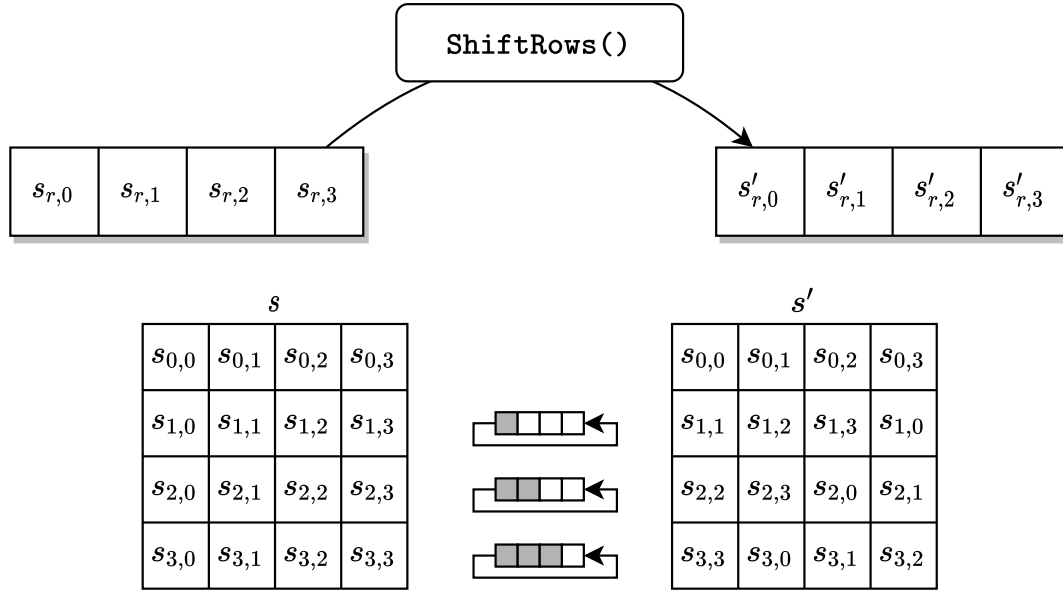 ShiftRows()
s_{r,0} s_{r,1} s_{r,2} s_{r,3} s'_{r,0} s'_{r,1} s'_{r,2} s'_{r,3}
s s'
s_{0,0} s_{0,1} s_{0,2} s_{0,3} s_{0,0} s_{0,1} s_{0,2} s_{0,3}
s_{1,0} s_{1,1} s_{1,2} s_{1,3} s_{1,1} s_{1,2} s_{1,3} s_{1,0}
s_{2,0} s_{2,1} s_{2,2} s_{2,3} s_{2,2} s_{2,3} s_{2,0} s_{2,1}
s_{3,0} s_{3,1} s_{3,2} s_{3,3} s_{3,3} s_{3,0} s_{3,1} s_{3,2}